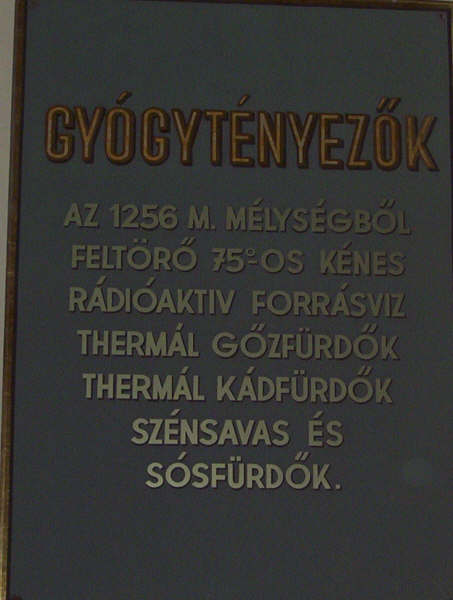 GYÓGYTÉNYEZŐK
AZ 1256 M. MÉLYSÉGBŐL
FELTÖRŐ 75°-OS KÉNES
RÁDIÓAKTIV FORRÁSVIZ
THERMÁL GŐZFÜRDŐK
THERMÁL KÁDFÜRDŐK
SZÉNSAVAS ÉS
SÓSFÜRDŐK.